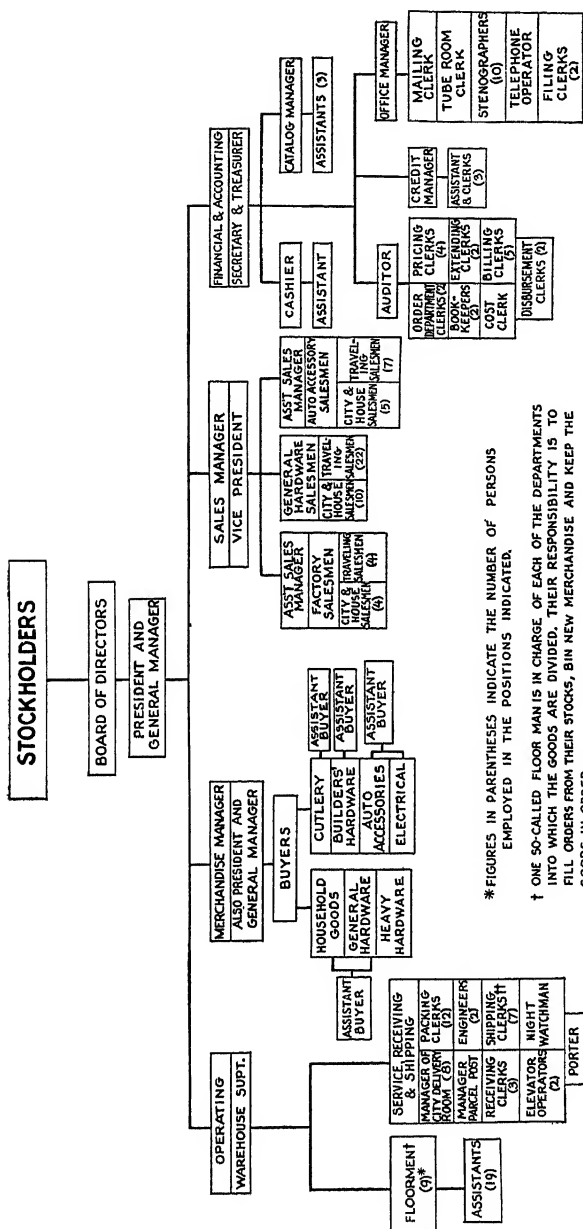 STOCKHOLDERS
BOARD OF DIRECTORS
PRESIDENT AND
GENERAL MANAGER
OPERATING
WAREHOUSE SUPT.
FLOORMEN†
(9)*
ASSISTANTS
(19)
SERVICE, RECEIVING
& SHIPPING
MANAGER OF
CITY DELIVERY
ROOM (8)
PACKING
CLERKS
(12)
MANAGER
PARCEL POST
ENGINEERS
(2)
RECEIVING
CLERKS
(3)
SHIPPING
CLERKS††
(7)
ELEVATOR
OPERATORS
(2)
NIGHT
WATCHMAN
PORTER
MERCHANDISE MANAGER
ALSO PRESIDENT AND
GENERAL MANAGER
BUYERS
HOUSEHOLD
GOODS
GENERAL
HARDWARE
HEAVY
HARDWARE
ASSISTANT
BUYER
CUTLERY
BUILDERS'
HARDWARE
AUTO
ACCESSORIES
ELECTRICAL
ASSISTANT
BUYER
ASSISTANT
BUYER
ASSISTANT
BUYER
SALES MANAGER
VICE PRESIDENT
ASS'T SALES
MANAGER
FACTORY
SALESMEN
CITY &
HOUSE
SALESMEN
(4)
TRAVELING
SALESMEN
(4)
GENERAL
HARDWARE
SALESMEN
CITY &
HOUSE
SALESMEN
(10)
TRAVEL-
ING
SALESMEN
(22)
ASS'T SALES
MANAGER
AUTO ACCESSORY
SALESMEN
CITY &
HOUSE
SALESMEN
(5)
TRAVEL-
ING
SALESMEN
(7)
FINANCIAL & ACCOUNTING
SECRETARY & TREASURER
CASHIER
ASSISTANT
CATALOG MANAGER
ASSISTANTS (3)
AUDITOR
ORDER
DEPARTMENT
CLERKS (2
PRICING
CLERKS
(4)
BOOK-
KEEPERS
(2)
EXTENDING
CLERKS
(2)
COST
CLERK
BILLING
CLERKS
(5)
DISBURSEMENT
CLERKS (2)
CREDIT
MANAGER
ASSISTANT
& CLERKS
(3)
OFFICE MANAGER
MAILING
CLERK
TUBE ROOM
CLERK
STENOGRAPHERS
(10)
TELEPHONE
OPERATOR
FILING
CLERKS
(2)
*FIGURES IN PARENTHESES INDICATE THE NUMBER OF PERSONS
EMPLOYED IN THE POSITIONS INDICATED.
† ONE SO-CALLED FLOOR MAN IS IN CHARGE OF EACH OF THE DEPARTMENTS
INTO WHICH THE GOODS ARE DIVIDED. THEIR RESPONSIBILITY IS TO
FILL ORDERS FROM THEIR STOCKS, BIN NEW MERCHANDISE AND KEEP THE